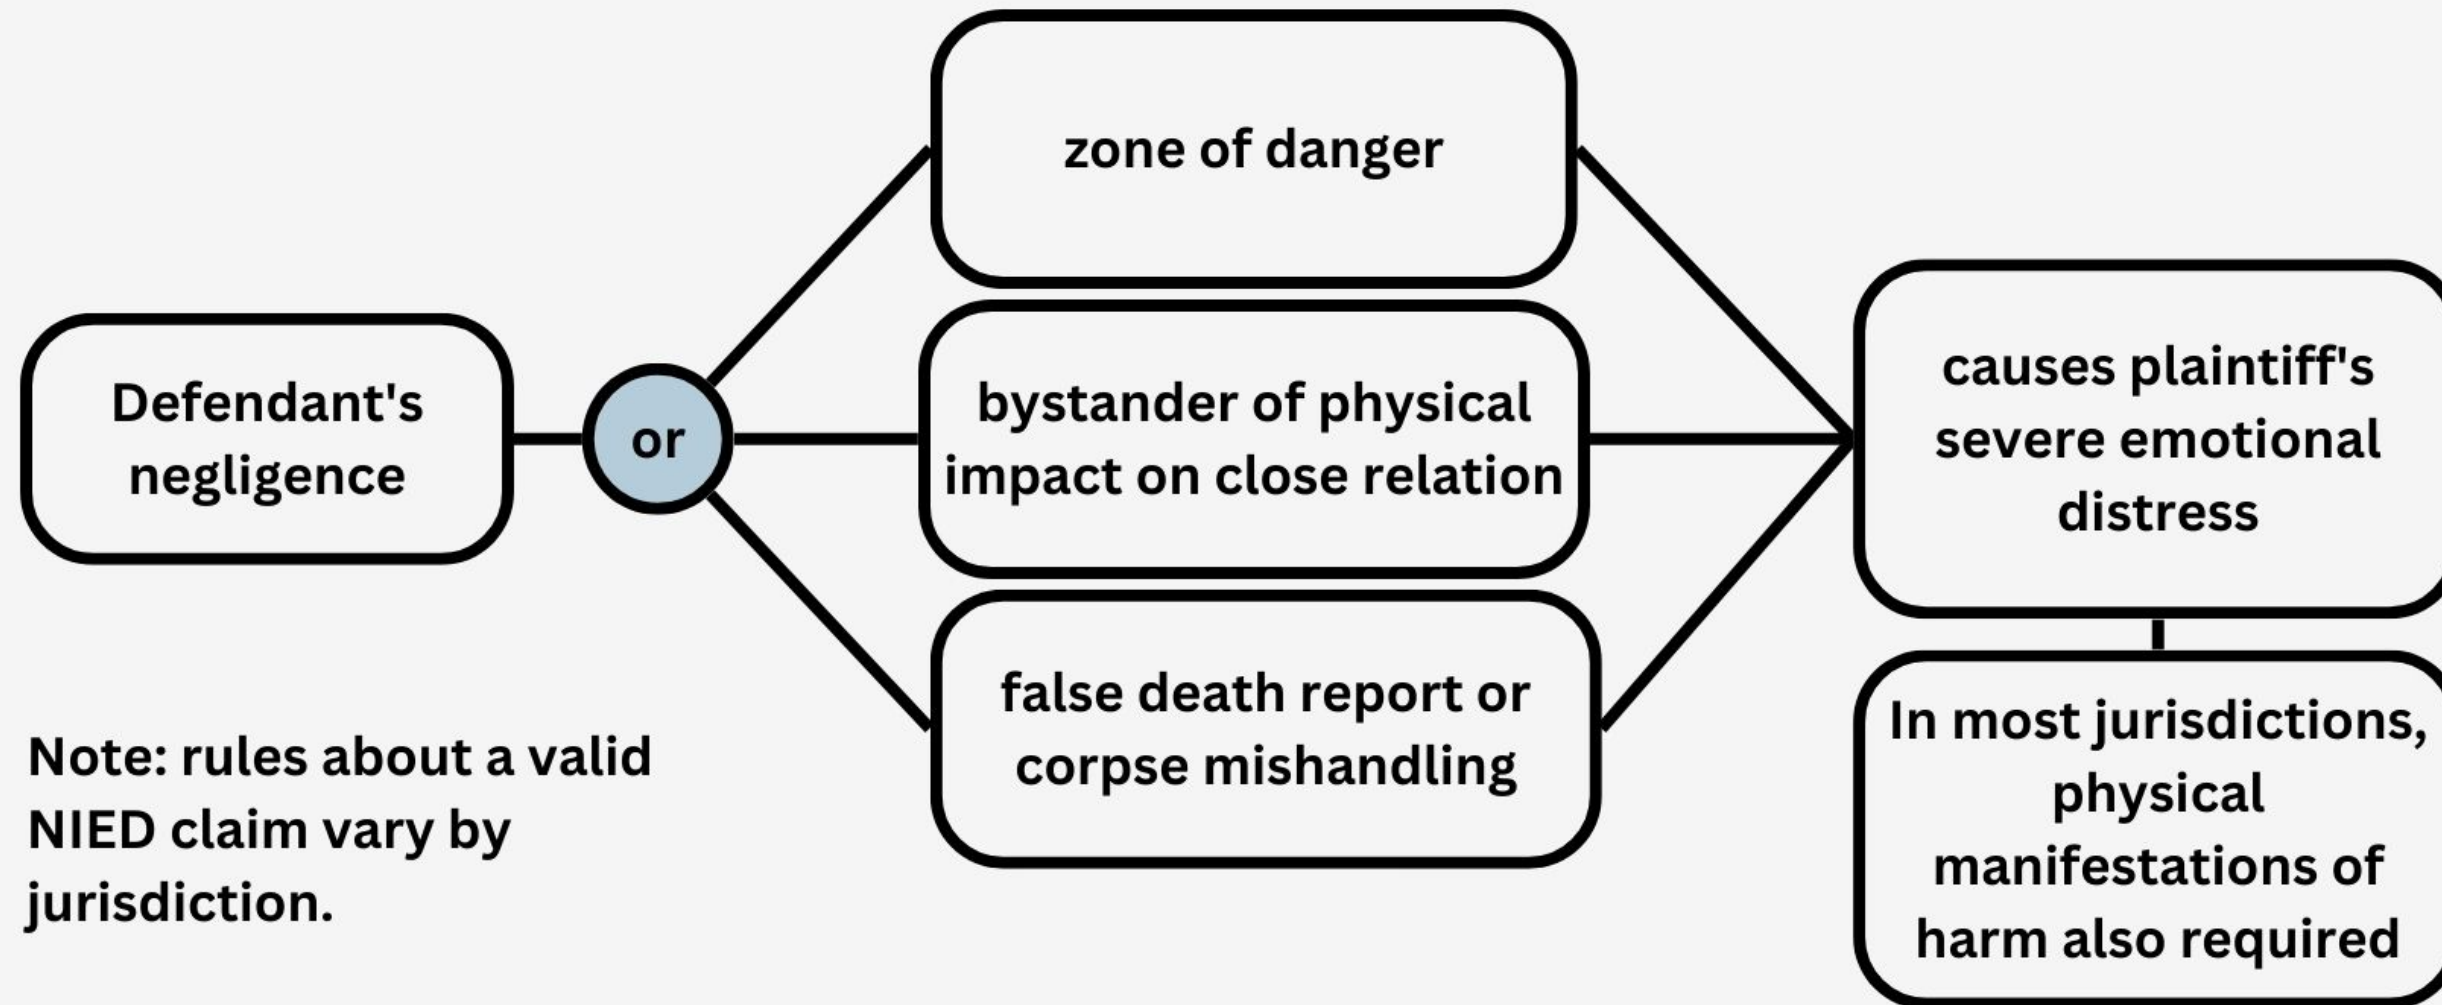 Defendant's
negligence
or
zone of danger
bystander of physical
impact on close relation
false death report or
corpse mishandling
causes plaintiff's
severe emotional
distress
In most jurisdictions,
physical
manifestations of
harm also required
Note: rules about a valid
NIED claim vary by
jurisdiction.